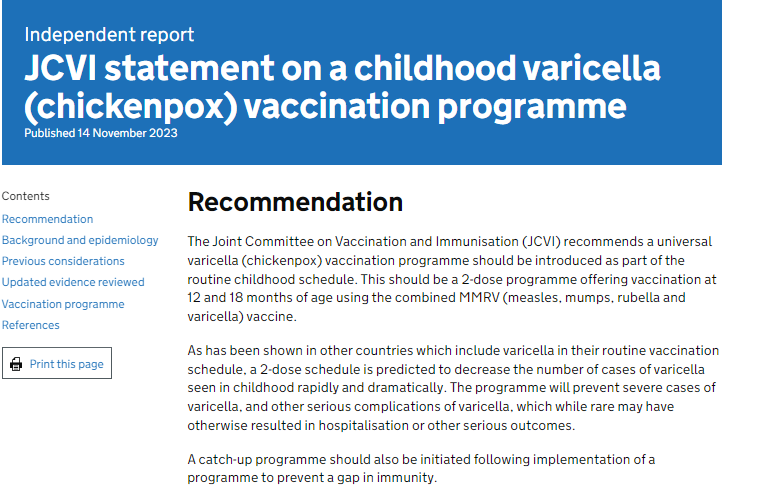 Independent report
JCVI statement on a childhood varicella
(chickenpox) vaccination programme
Published 14 November 2023
Contents
Recommendation
Background and epidemiology
Previous considerations
Updated evidence reviewed
Vaccination programme
References
Print this page
Recommendation
The Joint Committee on Vaccination and Immunisation (JCVI) recommends a universal
varicella (chickenpox) vaccination programme should be introduced as part of the
routine childhood schedule. This should be a 2-dose programme offering vaccination at
12 and 18 months of age using the combined MMRV (measles, mumps, rubella and
varicella) vaccine.
As has been shown in other countries which include varicella in their routine vaccination
schedule, a 2-dose schedule is predicted to decrease the number of cases of varicella
seen in childhood rapidly and dramatically. The programme will prevent severe cases of
varicella, and other serious complications of varicella, which while rare may have
otherwise resulted in hospitalisation or other serious outcomes.
A catch-up programme should also be initiated following implementation of a
programme to prevent a gap in immunity.